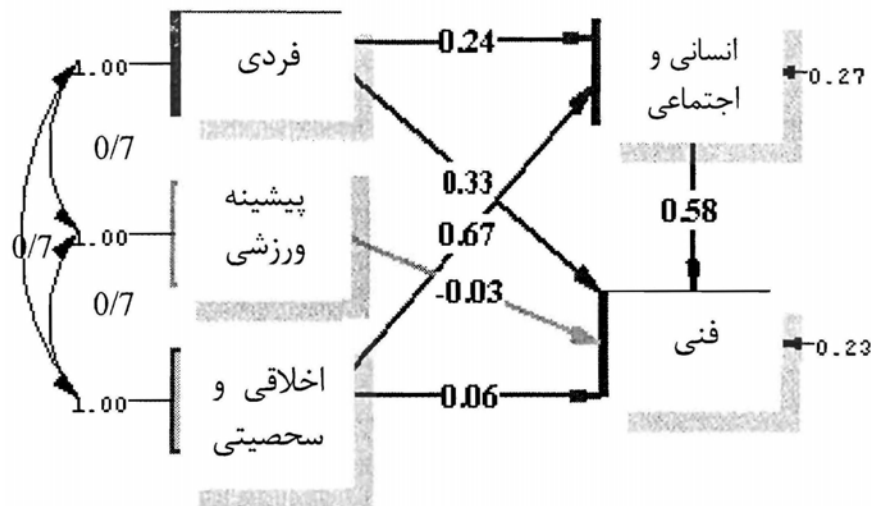 1.00
فردی
0.24
انسانی و
اجتماعی
0.27
0/7
0.33
پیشینه
ورزشی
1.00
0/7
0.67
0.58
0/7
-0.03
فنی
0.23
1.00
اخلاقی و
سحصیتی
0.06